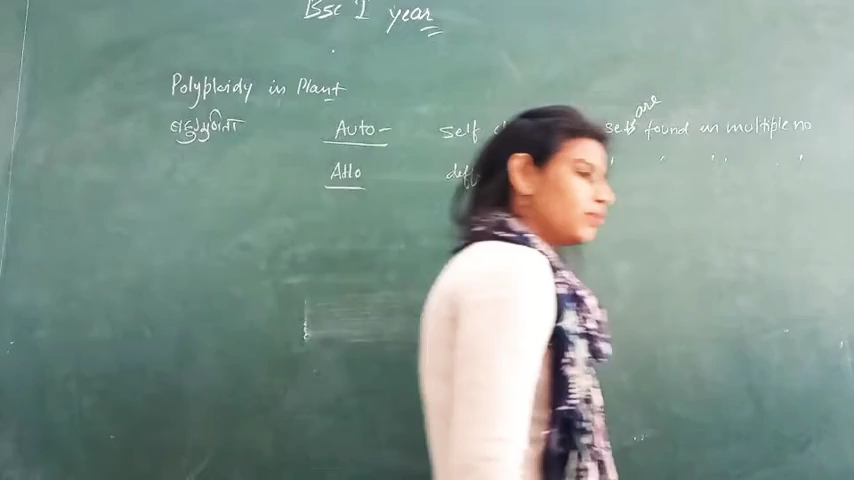 BSc I year
Polyploidy in Plant
बहुगुणिता
Auto- self sets are found in multiple no
Allo